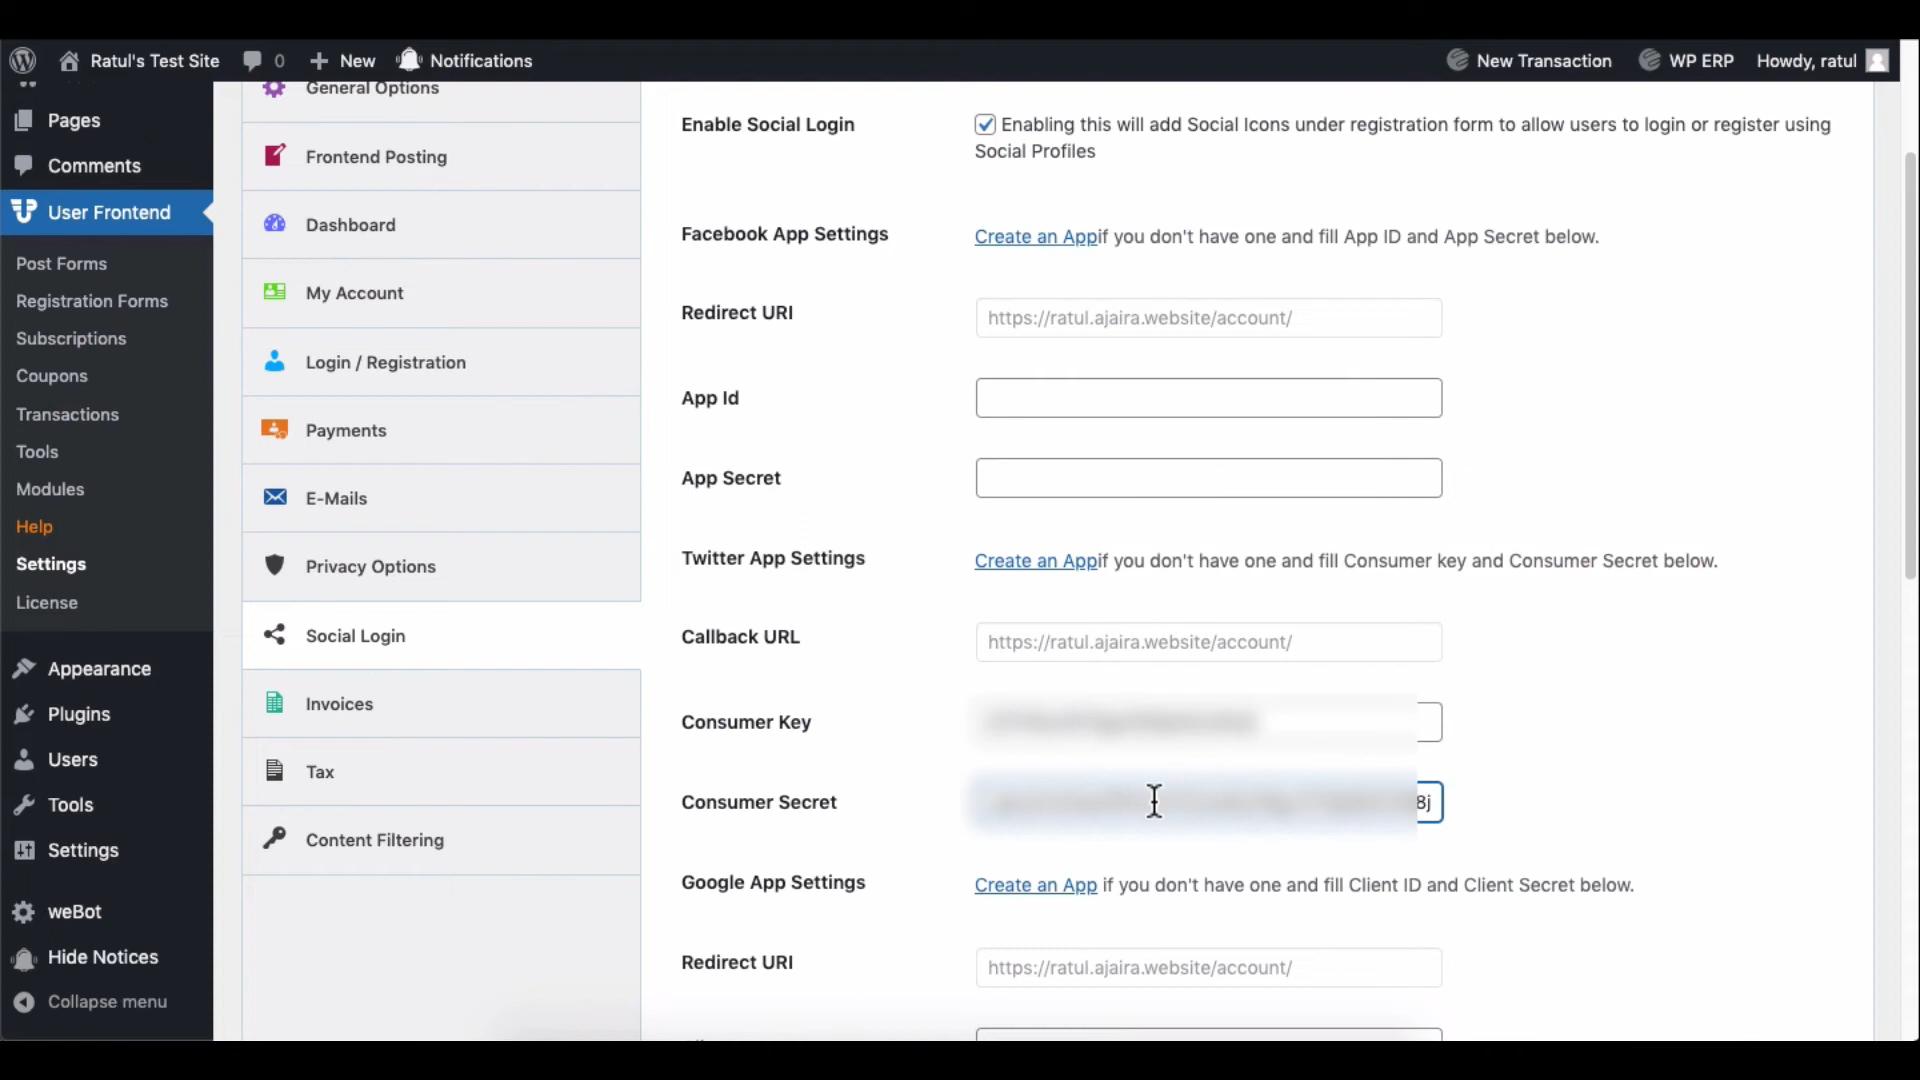 Ratul's Test Site
0
New
Notifications
New Transaction
WP ERP
Howdy, ratul
Pages
Comments
User Frontend
Post Forms
Registration Forms
Subscriptions
Coupons
Transactions
Tools
Modules
Help
Settings
License
Appearance
Plugins
Users
Tools
Settings
weBot
Hide Notices
Collapse menu
General Options
Frontend Posting
Dashboard
My Account
Login / Registration
Payments
E-Mails
Privacy Options
Social Login
Invoices
Tax
Content Filtering
Enable Social Login
Enabling this will add Social Icons under registration form to allow users to login or register using
Social Profiles
Facebook App Settings
Create an Appif you don't have one and fill App ID and App Secret below.
Redirect URI
https://ratul.ajaira.website/account/
App Id
App Secret
Twitter App Settings
Create an Appif you don't have one and fill Consumer key and Consumer Secret below.
Callback URL
https://ratul.ajaira.website/account/
Consumer Key
Consumer Secret
8j
Google App Settings
Create an App if you don't have one and fill Client ID and Client Secret below.
Redirect URI
https://ratul.ajaira.website/account/